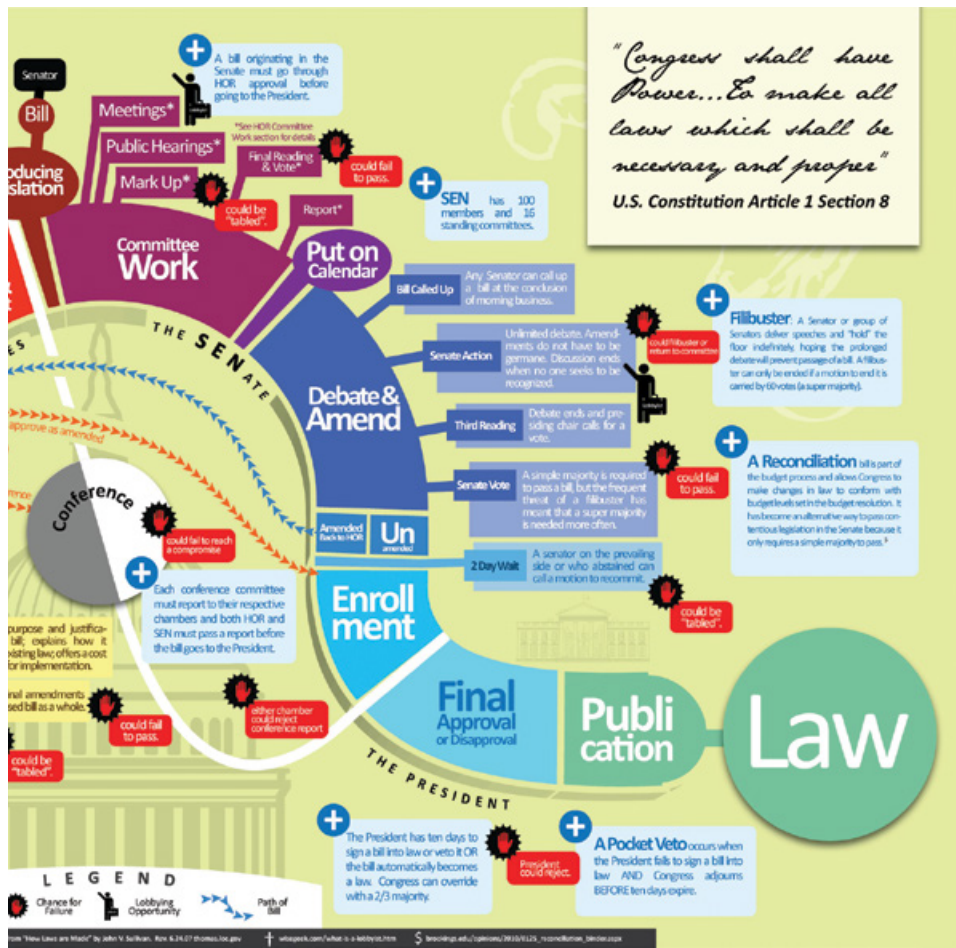 "Congress shall have
Power...To make all
laws which shall be
necessary and proper"
U.S. Constitution Article 1 Section 8
Senator
Bill
oducing
islation
A bill originating in the
Senate must go through
HOR approval before
going to the President.
Meetings*
Public Hearings*
Mark Up*
could be
"tabled".
*See HOR Committee
Work section for details
Final Reading
& Vote*
could fail
to pass.
Report*
SEN has 100
members and 16
standing committees.
Committee
Work
Put on
Calendar
THE SENATE
ES
Debate &
Amend
Bill Called Up
Any Senator can call up
a bill at the conclusion
of morning business.
Senate Action
Unlimited debate. Amend-
ments do not have to be
germane. Discussion ends
when no one seeks to be
recognized.
could filibuster or
return to committee
Filibuster: A Senator or group of
Senators deliver speeches and "hold" the
floor indefinitely, hoping the prolonged
debate will prevent passage of a bill. A filibus-
ter can only be ended if a motion to end it is
carried by 60 votes (a super majority).
Third Reading
Debate ends and pre-
siding chair calls for a
vote.
Senate Vote
A simple majority is required
to pass a bill, but the frequent
threat of a filibuster has
meant that a super majority
is needed more often.
could fail
to pass.
A Reconciliation bill is part of
the budget process and allows Congress to
make changes in law to conform with
budget levels set in the budget resolution. It
has become an alternative way to pass con-
tentious legislation in the Senate because it
only requires a simple majority to pass.
approve as amended
Conference
could fail to reach
a compromise
Each conference committee
must report to their respective
chambers and both HOR and
SEN must pass a report before
the bill goes to the President.
Amended
Back to HOR
Un
amended
2 Day Wait
A senator on the prevailing
side or who abstained can
call a motion to recommit.
could be
"tabled".
Enroll
ment
purpose and justifica-
bill; explains how it
xisting law; offers a cost
for implementation.
nal amendments
sed bill as a whole.
could fail
to pass.
could be
"tabled".
either chamber
could reject
conference report
Final
Approval
or Disapproval
Publi
cation
Law
THE PRESIDENT
The President has ten days to
sign a bill into law or veto it OR
the bill automatically becomes
a law. Congress can override
with a 2/3 majority.
President
could reject.
A Pocket Veto occurs when
the President fails to sign a bill into
law AND Congress adjourns
BEFORE ten days expire.
LEGEND
Chance for
Failure
Lobbying
Opportunity
Path of
Bill
from "How Laws are Made" by John V. Sullivan. Rev. 6.24.07 thomas.loc.gov